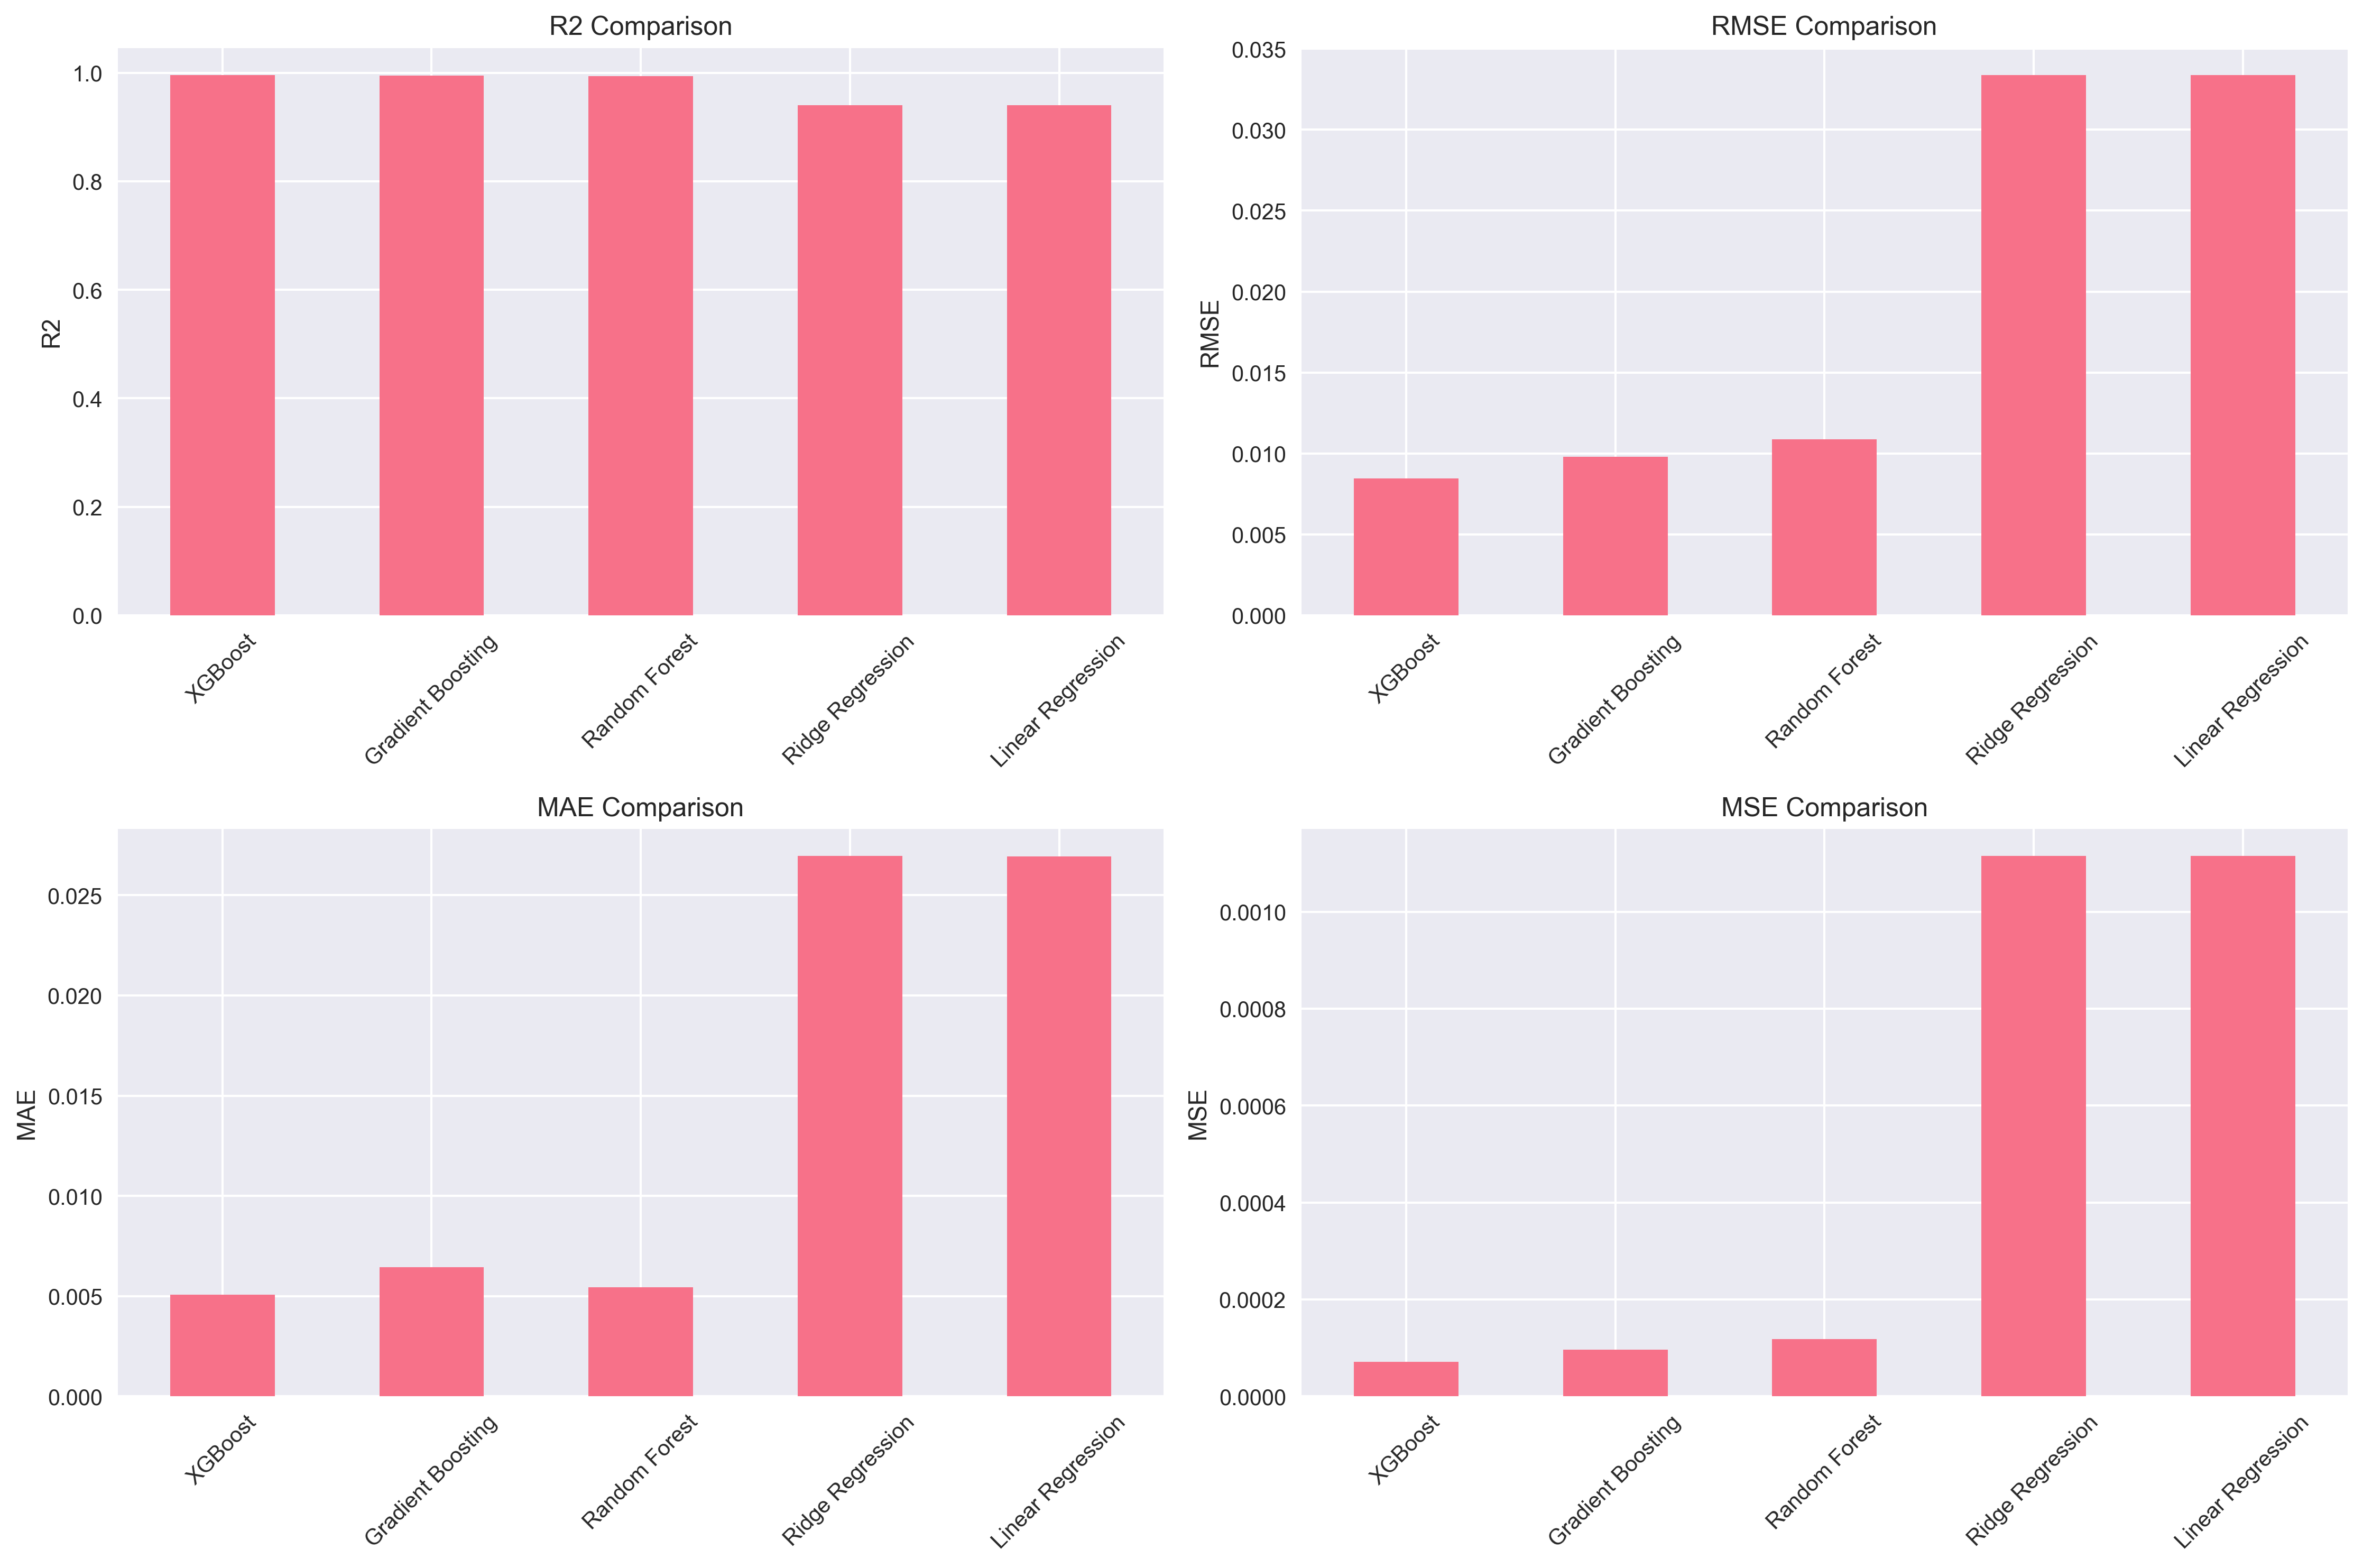 R2 Comparison
R2
1.0
0.8
0.6
0.4
0.2
0.0
XGBoost
Gradient Boosting
Random Forest
Ridge Regression
Linear Regression
RMSE Comparison
RMSE
0.035
0.030
0.025
0.020
0.015
0.010
0.005
0.000
XGBoost
Gradient Boosting
Random Forest
Ridge Regression
Linear Regression
MAE Comparison
MAE
0.025
0.020
0.015
0.010
0.005
0.000
XGBoost
Gradient Boosting
Random Forest
Ridge Regression
Linear Regression
MSE Comparison
MSE
0.0010
0.0008
0.0006
0.0004
0.0002
0.0000
XGBoost
Gradient Boosting
Random Forest
Ridge Regression
Linear Regression